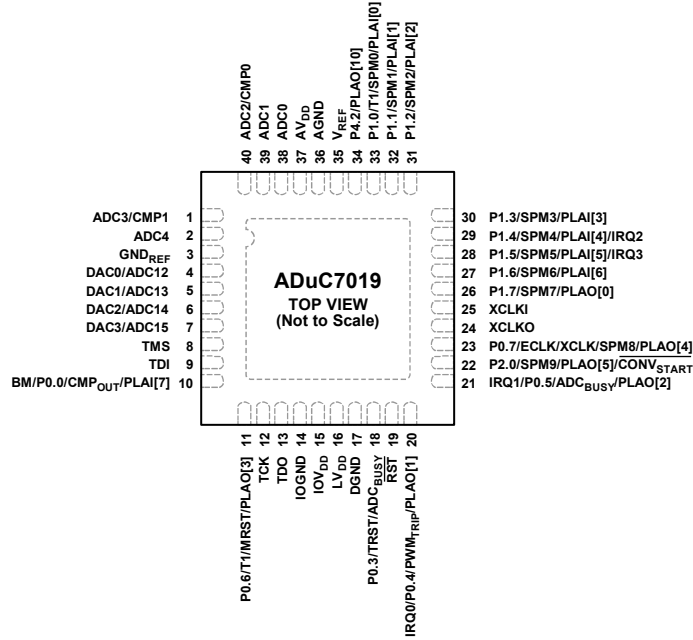 40 ADC2/CMP0
39 ADC1
38 ADC0
37 AVDD
36 AGND
35 VREF
34 P4.2/PLAO[10]
33 P1.0/T1/SPM0/PLAI[0]
32 P1.1/SPM1/PLAI[1]
31 P1.2/SPM2/PLAI[2]
ADC3/CMP1 1
ADC4 2
GNDREF 3
DAC0/ADC12 4
DAC1/ADC13 5
DAC2/ADC14 6
DAC3/ADC15 7
TMS 8
TDI 9
BM/P0.0/CMPOUT/PLAI[7] 10
ADuC7019
TOP VIEW
(Not to Scale)
30 P1.3/SPM3/PLAI[3]
29 P1.4/SPM4/PLAI[4]/IRQ2
28 P1.5/SPM5/PLAI[5]/IRQ3
27 P1.6/SPM6/PLAI[6]
26 P1.7/SPM7/PLAO[0]
25 XCLKI
24 XCLKO
23 P0.7/ECLK/XCLK/SPM8/PLAO[4]
22 P2.0/SPM9/PLAO[5]/CONVSTART
21 IRQ1/P0.5/ADCBUSY/PLAO[2]
P0.6/T1/MRST/PLAO[3] 11
TCK 12
TDO 13
IOGND 14
IOVDD 15
LVDD 16
DGND 17
P0.3/TRST/ADCBUSY 18
RST 19
IRQ0/P0.4/PWMTRIP/PLAO[1] 20